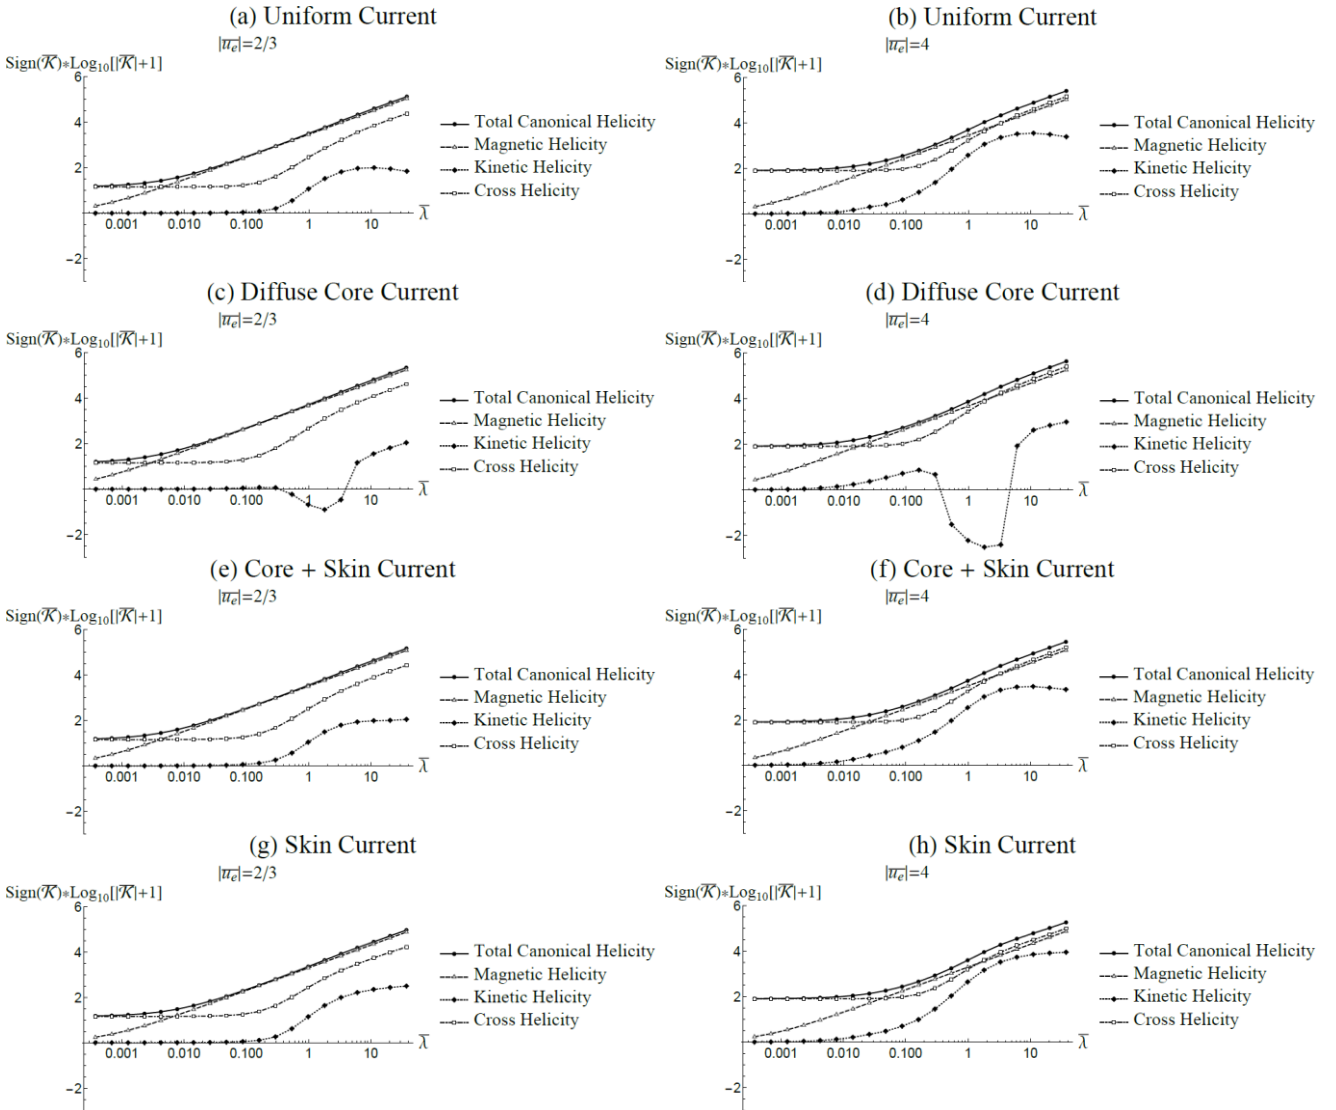 (a) Uniform Current
|u̅ₑ|=2/3
Sign(K̅)*Log₁₀[|K̅|+1]
6
4
2
0
−2
0.001 0.010 0.100 1 10 λ̅
Total Canonical Helicity
Magnetic Helicity
Kinetic Helicity
Cross Helicity
(b) Uniform Current
|u̅ₑ|=4
Sign(K̅)*Log₁₀[|K̅|+1]
6
4
2
0
−2
0.001 0.010 0.100 1 10 λ̅
Total Canonical Helicity
Magnetic Helicity
Kinetic Helicity
Cross Helicity
(c) Diffuse Core Current
|u̅ₑ|=2/3
Sign(K̅)*Log₁₀[|K̅|+1]
6
4
2
0
−2
0.001 0.010 0.100 1 10 λ̅
Total Canonical Helicity
Magnetic Helicity
Kinetic Helicity
Cross Helicity
(d) Diffuse Core Current
|u̅ₑ|=4
Sign(K̅)*Log₁₀[|K̅|+1]
6
4
2
0
−2
0.001 0.010 0.100 1 10 λ̅
Total Canonical Helicity
Magnetic Helicity
Kinetic Helicity
Cross Helicity
(e) Core + Skin Current
|u̅ₑ|=2/3
Sign(K̅)*Log₁₀[|K̅|+1]
6
4
2
0
−2
0.001 0.010 0.100 1 10 λ̅
Total Canonical Helicity
Magnetic Helicity
Kinetic Helicity
Cross Helicity
(f) Core + Skin Current
|u̅ₑ|=4
Sign(K̅)*Log₁₀[|K̅|+1]
6
4
2
0
−2
0.001 0.010 0.100 1 10 λ̅
Total Canonical Helicity
Magnetic Helicity
Kinetic Helicity
Cross Helicity
(g) Skin Current
|u̅ₑ|=2/3
Sign(K̅)*Log₁₀[|K̅|+1]
6
4
2
0
−2
0.001 0.010 0.100 1 10 λ̅
Total Canonical Helicity
Magnetic Helicity
Kinetic Helicity
Cross Helicity
(h) Skin Current
|u̅ₑ|=4
Sign(K̅)*Log₁₀[|K̅|+1]
6
4
2
0
−2
0.001 0.010 0.100 1 10 λ̅
Total Canonical Helicity
Magnetic Helicity
Kinetic Helicity
Cross Helicity